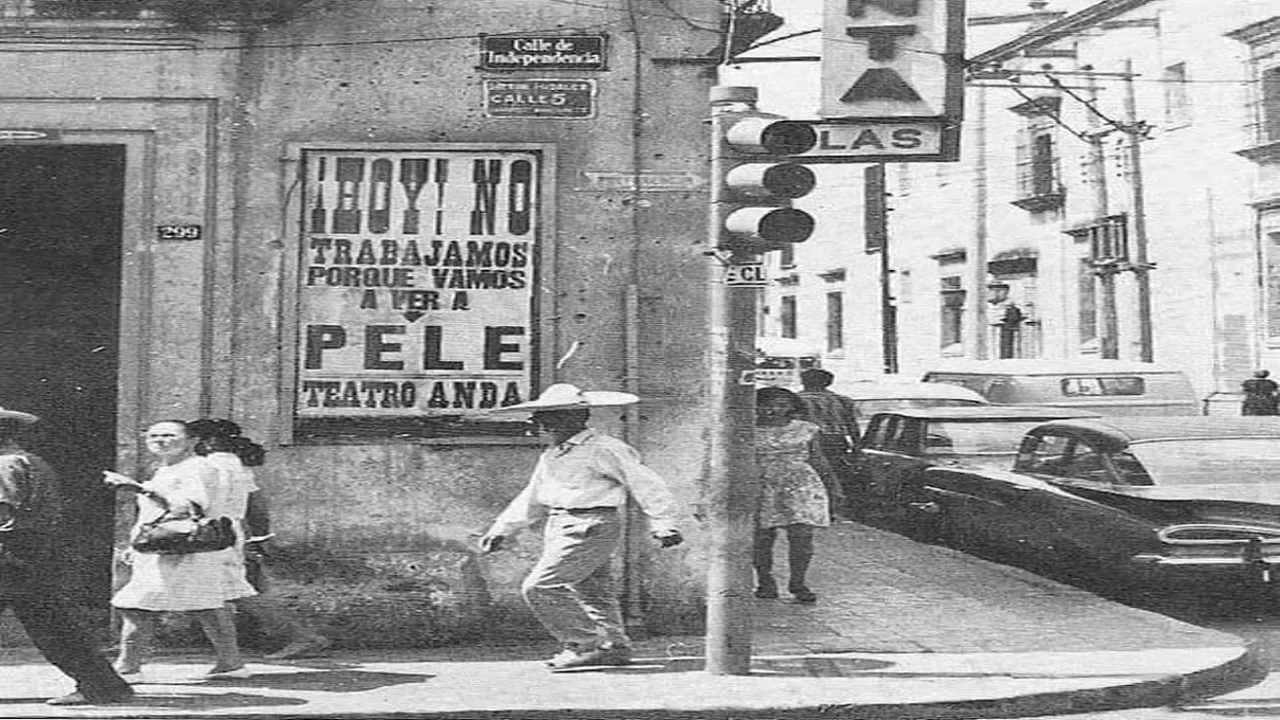 Calle de
Independencia
CALLE 5
299
¡HOY! NO
TRABAJAMOS
PORQUE VAMOS
A VER A
PELE
TEATRO ANDA
LAS